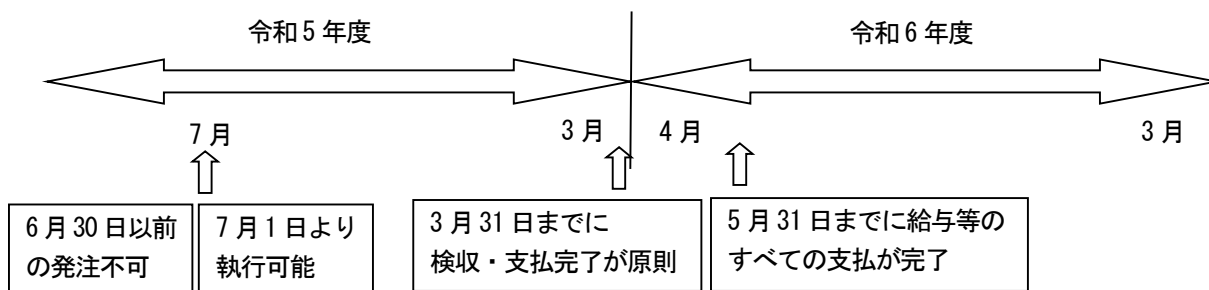 令和５年度
令和６年度
７月
３月
４月
３月
６月30日以前
の発注不可
７月１日より
執行可能
３月31日までに
検収・支払完了が原則
５月31日までに給与等の
すべての支払が完了